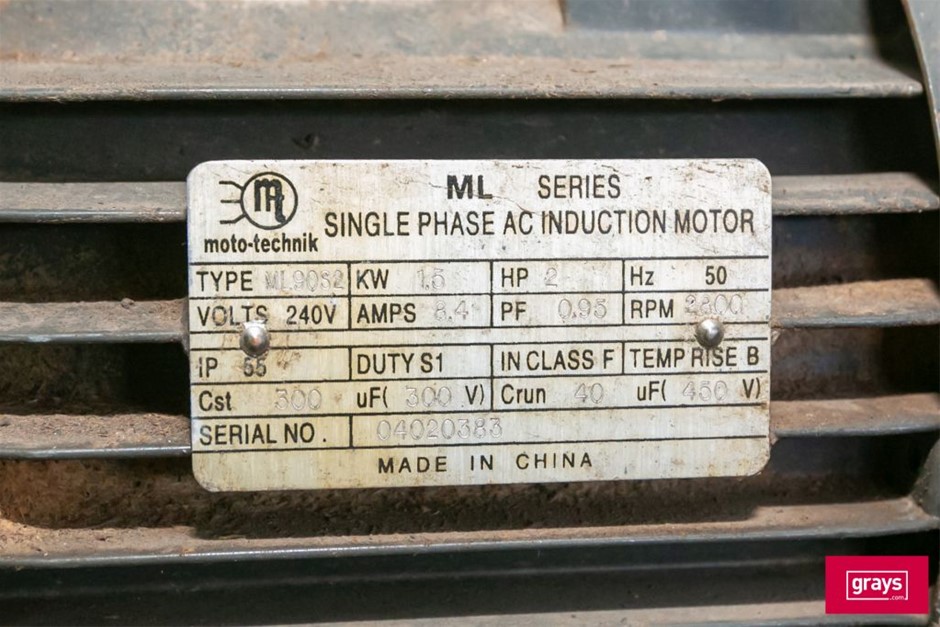 m
moto-technik
ML SERIES
SINGLE PHASE AC INDUCTION MOTOR
TYPE ML90S2 KW 1.5 HP 2 Hz 50
VOLTS 240V AMPS 8.4 PF 0.95 RPM 2800
IP 55 DUTY S1 IN CLASS F TEMP RISE B
Cst 300 uF( 300 V) Crun 40 uF( 450 V)
SERIAL NO. 04020383
MADE IN CHINA
grays
.com